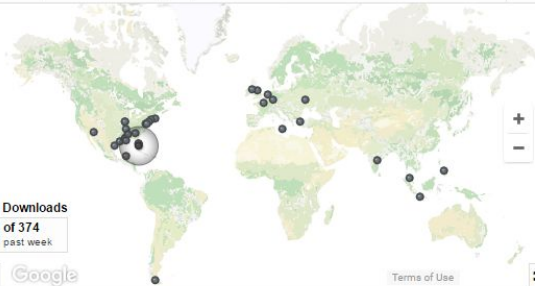 +
−
Downloads
of 374
past week
Google
Terms of Use